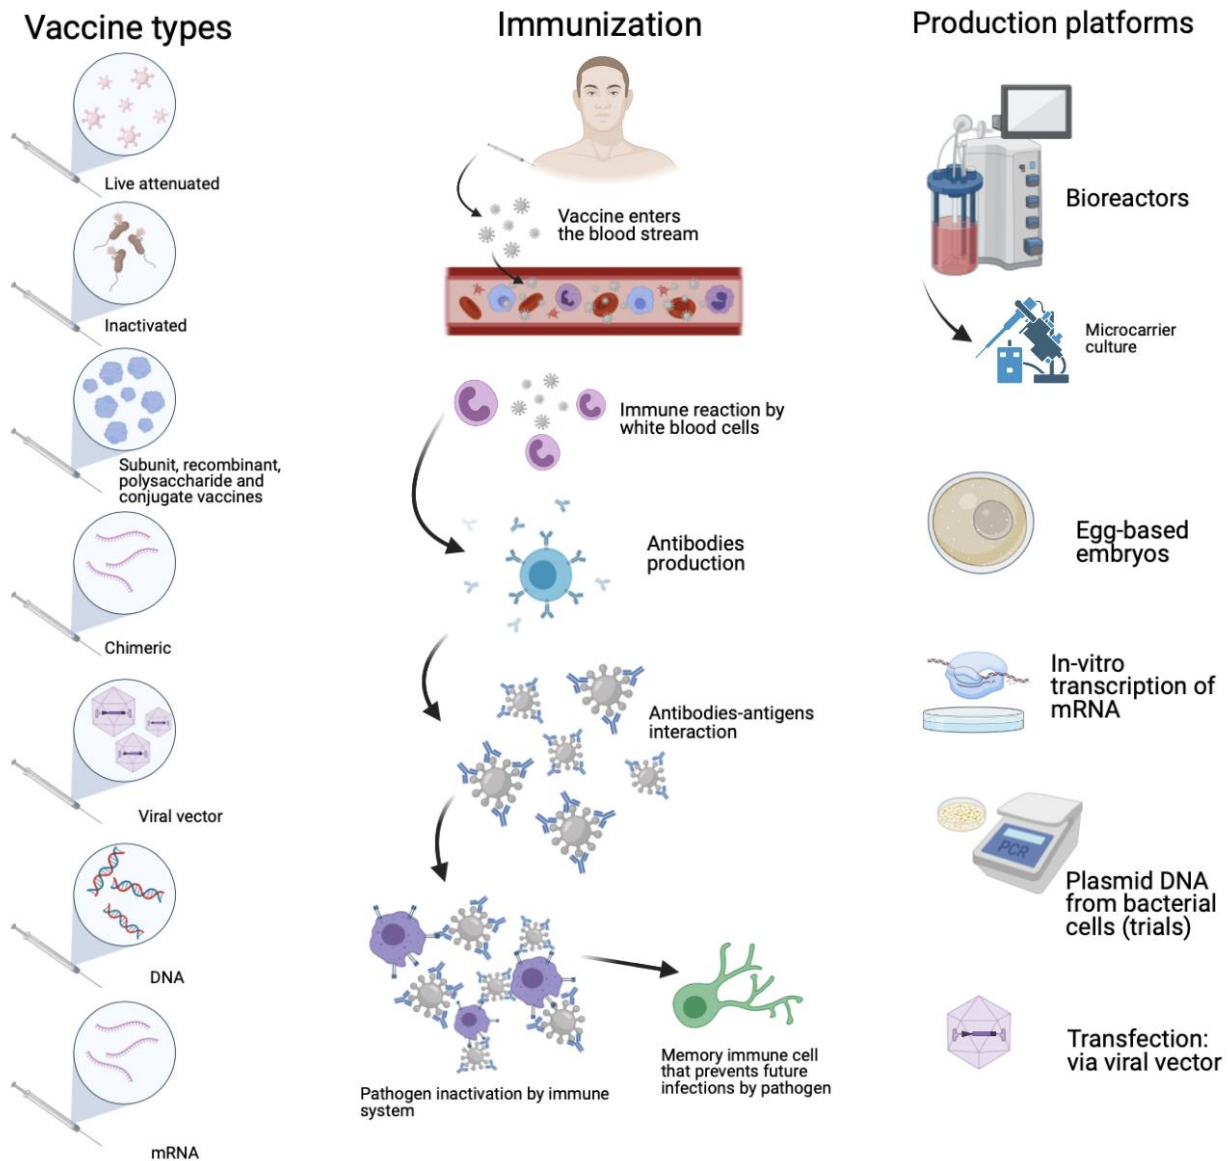 Vaccine types
Live attenuated
Inactivated
Subunit, recombinant,
polysaccharide and
conjugate vaccines
Chimeric
Viral vector
DNA
mRNA
Immunization
Vaccine enters
the blood stream
Immune reaction by
white blood cells
Antibodies
production
Antibodies-antigens
interaction
Pathogen inactivation by immune
system
Memory immune cell
that prevents future
infections by pathogen
Production platforms
Bioreactors
Microcarrier
culture
Egg-based
embryos
In-vitro
transcription of
mRNA
PCR
Plasmid DNA
from bacterial
cells (trials)
Transfection:
via viral vector